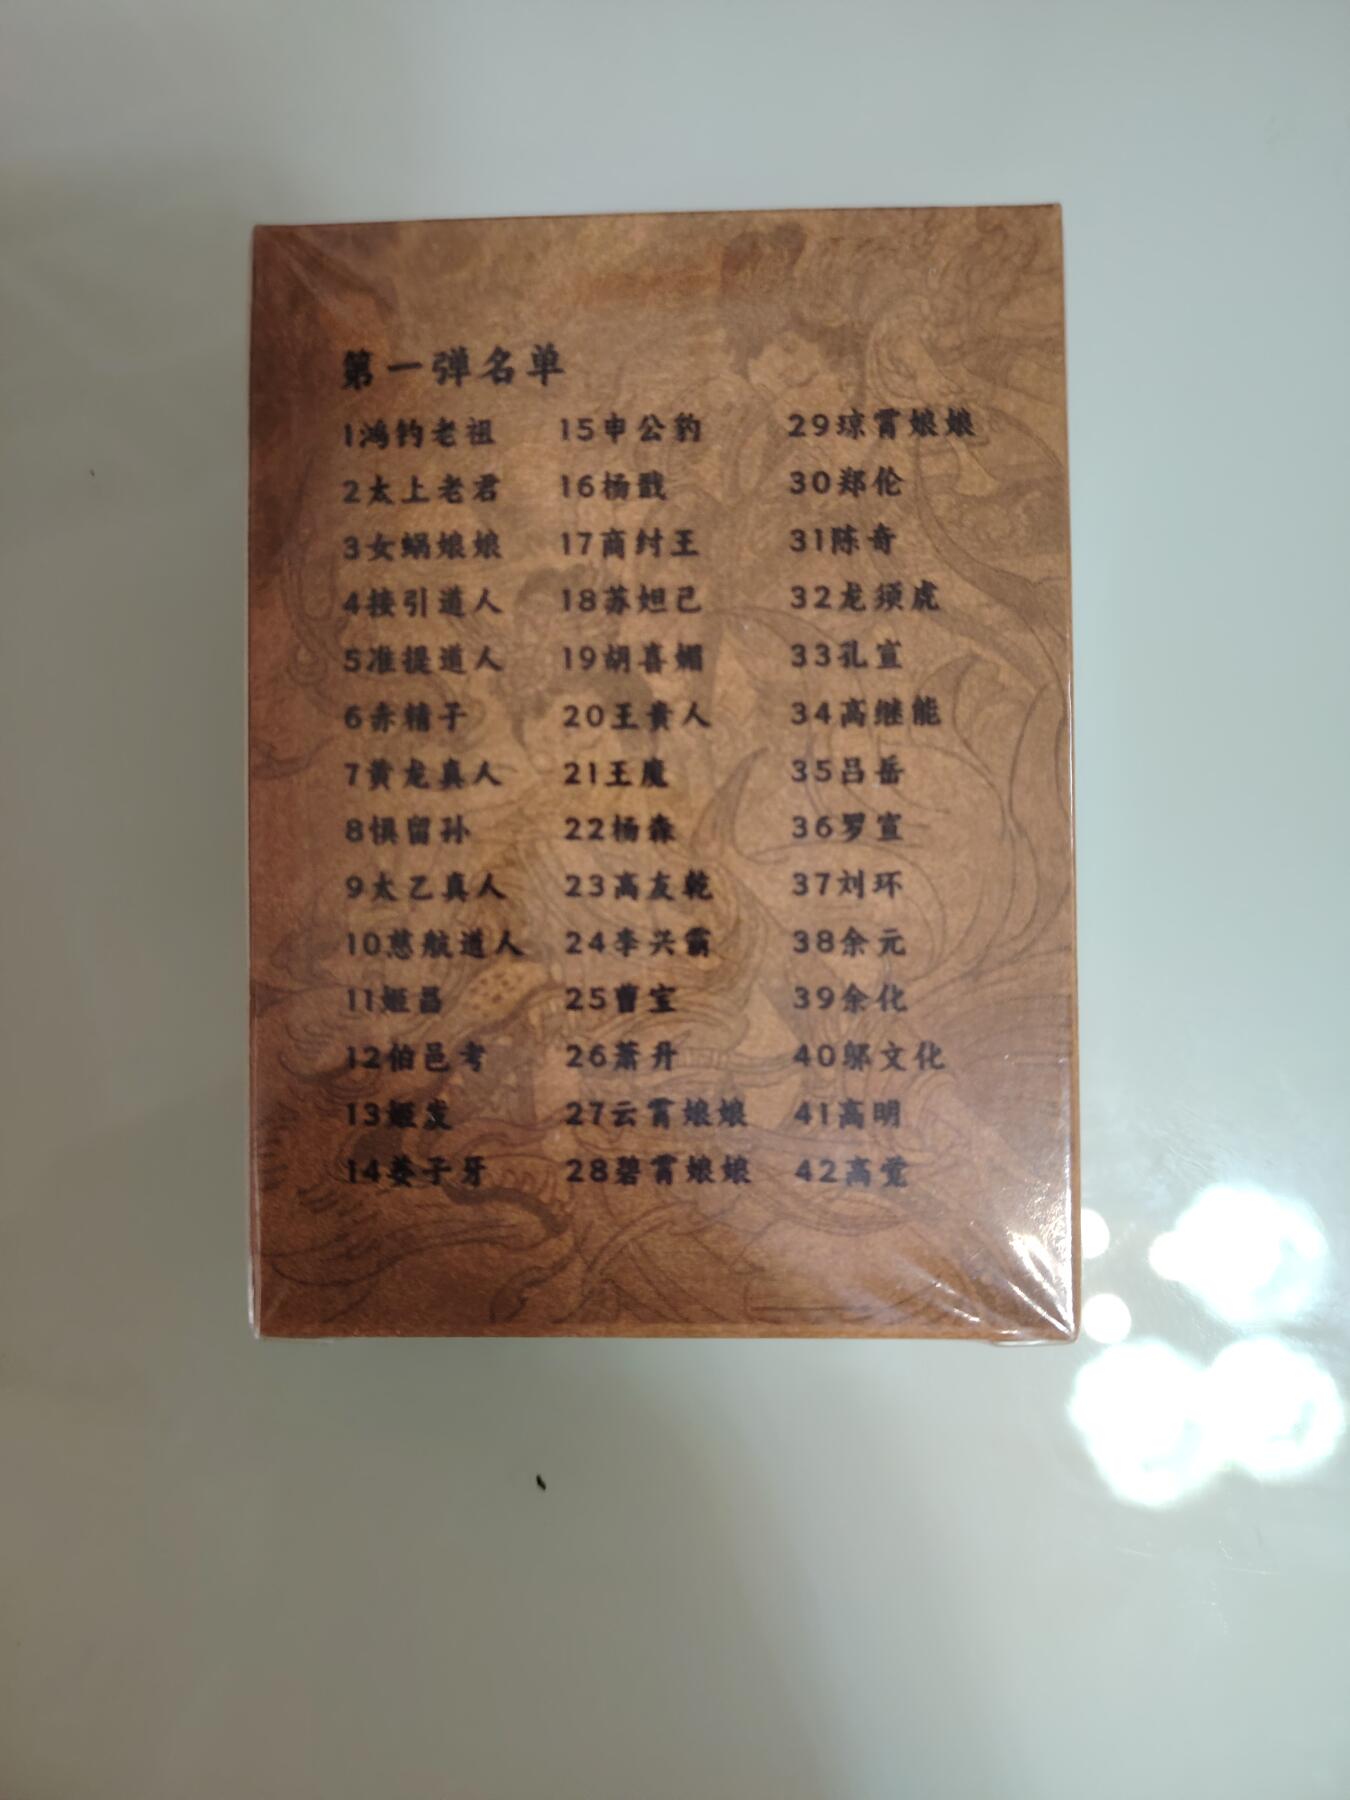 第一弹名单
1鸿钧老祖
2太上老君
3女娲娘娘
4接引道人
5准提道人
6赤精子
7黄龙真人
8惧留孙
9太乙真人
10慈航道人
11姬昌
12伯邑考
13姬发
14姜子牙
15申公豹
16杨戬
17商纣王
18苏妲己
19胡喜媚
20王贵人
21王魔
22杨森
23高友乾
24李兴霸
25曹宝
26萧升
27云霄娘娘
28碧霄娘娘
29琼霄娘娘
30郑伦
31陈奇
32龙须虎
33孔宣
34高继能
35吕岳
36罗宣
37刘环
38余元
39余化
40邬文化
41高明
42高觉